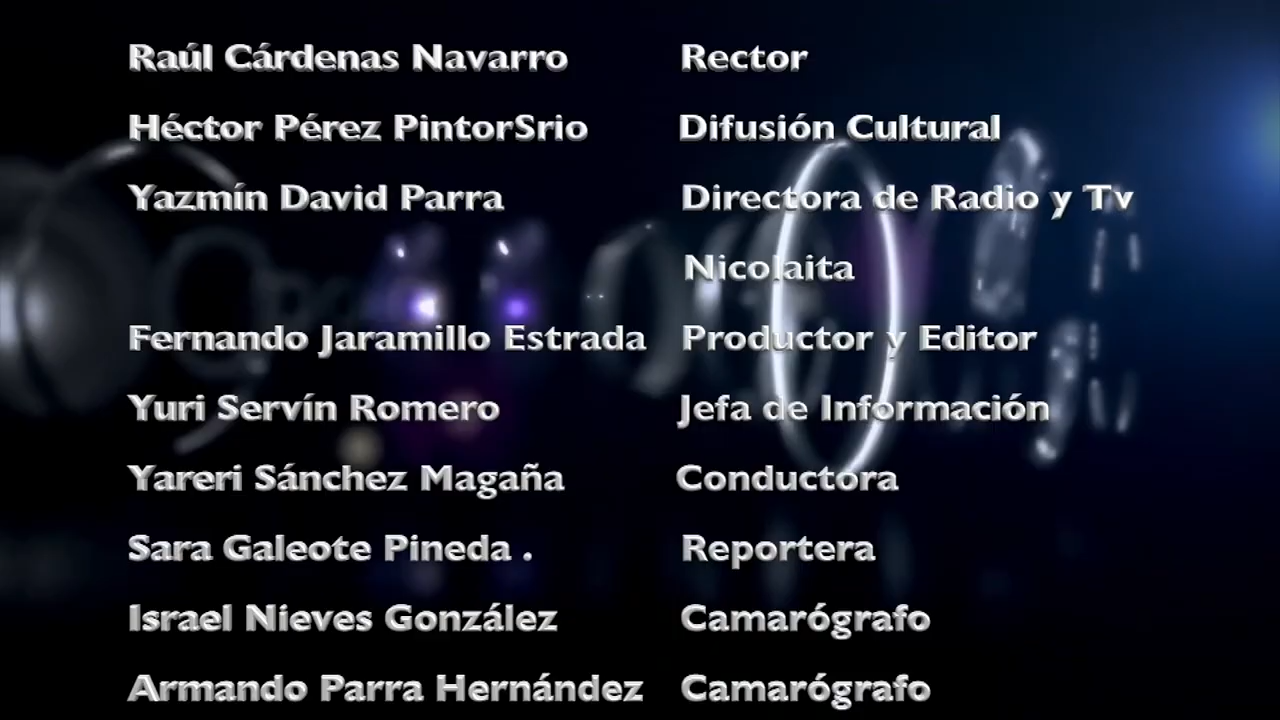 Raúl Cárdenas Navarro Rector
Héctor Pérez PintorSrio Difusión Cultural
Yazmín David Parra Directora de Radio y Tv
Nicolaita
Fernando Jaramillo Estrada Productor y Editor
Yuri Servín Romero Jefa de Información
Yareri Sánchez Magaña Conductora
Sara Galeote Pineda . Reportera
Israel Nieves González Camarógrafo
Armando Parra Hernández Camarógrafo